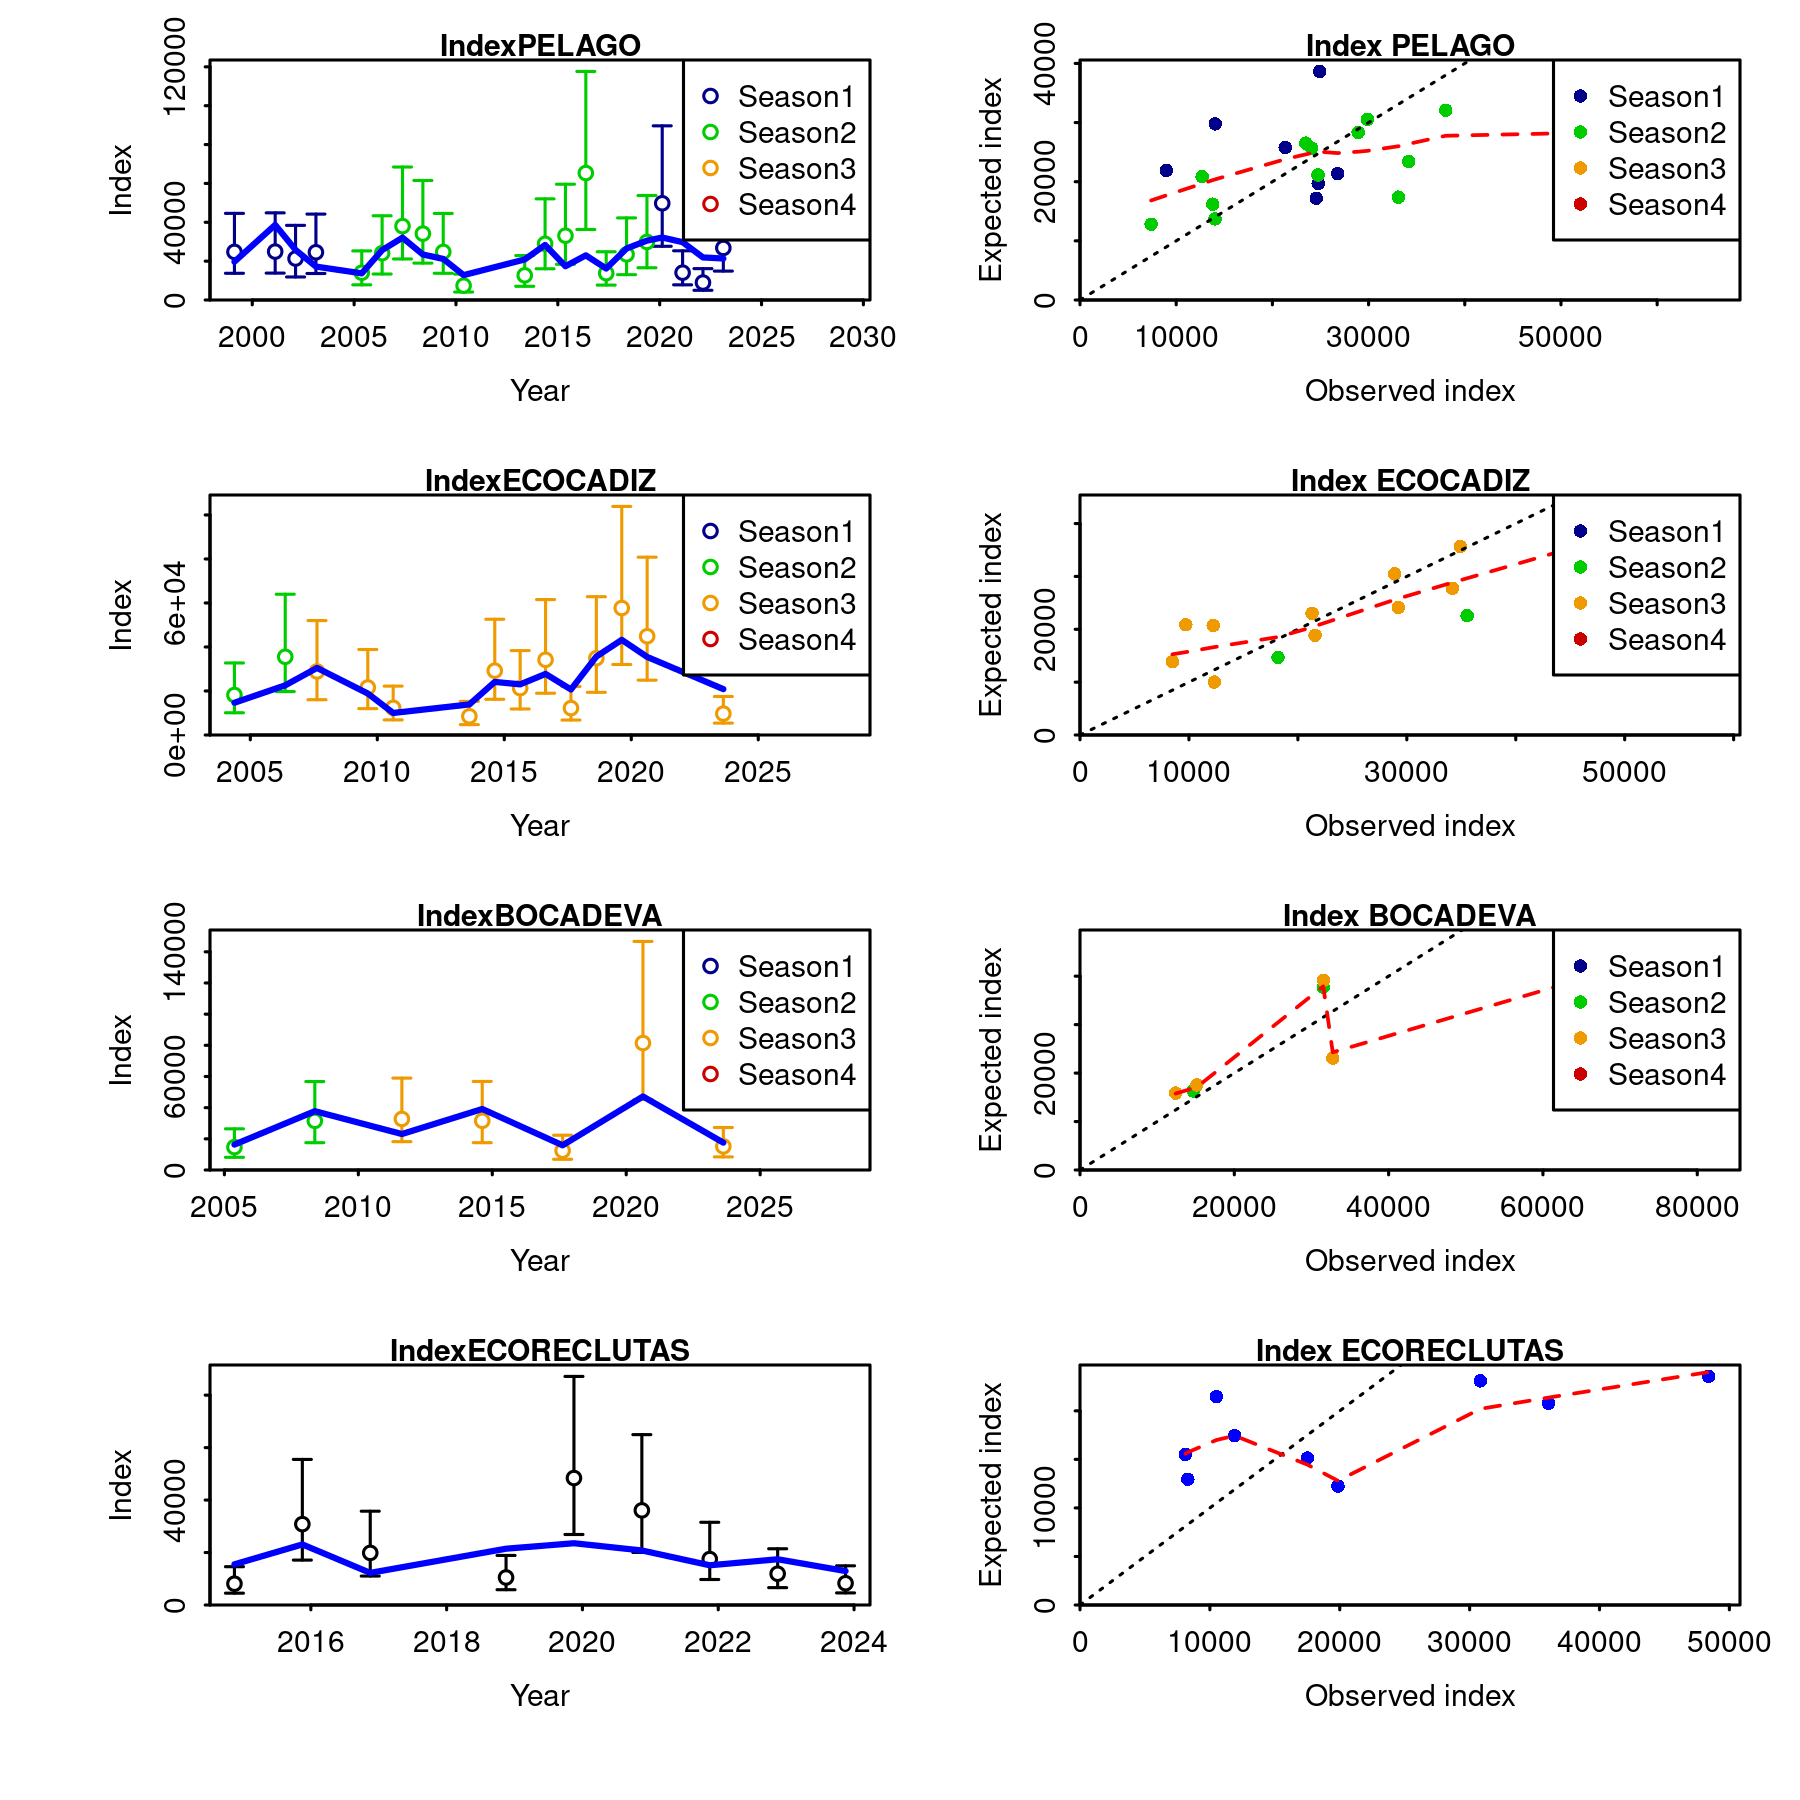 IndexPELAGO
Index
0
40000
120000
2000 2005 2010 2015 2020 2025 2030
Year
Season1
Season2
Season3
Season4
Index PELAGO
Expected index
0
20000
40000
0 10000 30000 50000
Observed index
Season1
Season2
Season3
Season4
IndexECOCADIZ
Index
0e+00
6e+04
2005 2010 2015 2020 2025
Year
Season1
Season2
Season3
Season4
Index ECOCADIZ
Expected index
0
20000
0 10000 30000 50000
Observed index
Season1
Season2
Season3
Season4
IndexBOCADEVA
Index
0
60000
140000
2005 2010 2015 2020 2025
Year
Season1
Season2
Season3
Season4
Index BOCADEVA
Expected index
0
20000
0 20000 40000 60000 80000
Observed index
Season1
Season2
Season3
Season4
IndexECORECLUTAS
Index
0
40000
2016 2018 2020 2022 2024
Year
Index ECORECLUTAS
Expected index
0
10000
0 10000 20000 30000 40000 50000
Observed index